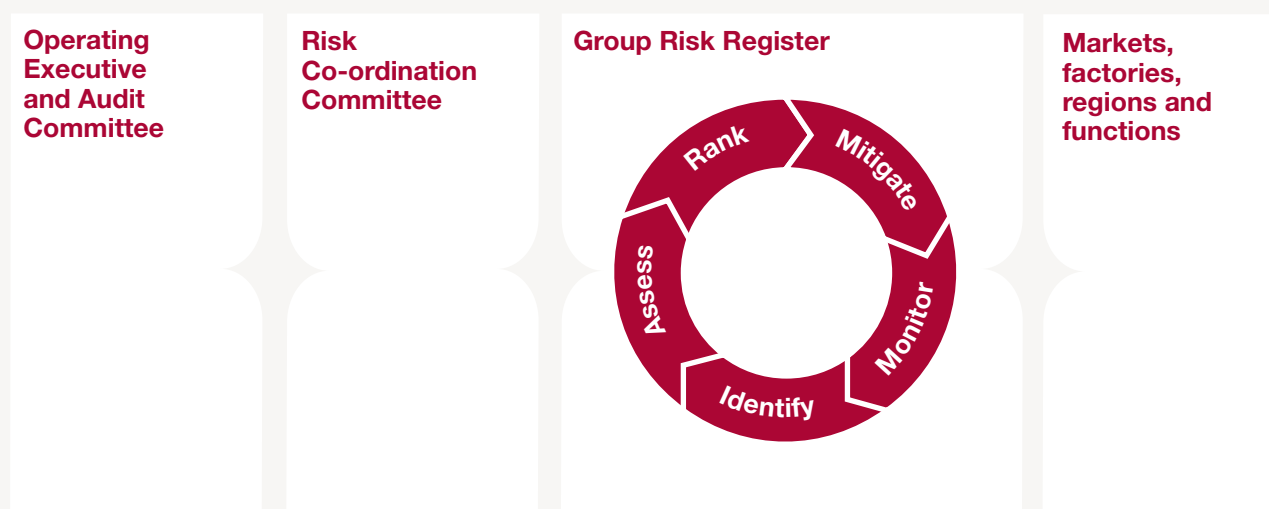 Operating
Executive
and Audit
Committee
Risk
Co-ordination
Committee
Group Risk Register
Rank
Mitigate
Monitor
Identify
Assess
Markets,
factories,
regions and
functions